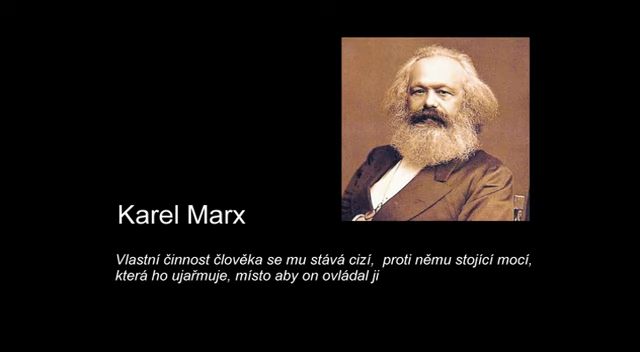 Karel Marx
Vlastní činnost člověka se mu stává cizí, proti němu stojící mocí,
která ho ujařmuje, místo aby on ovládal ji